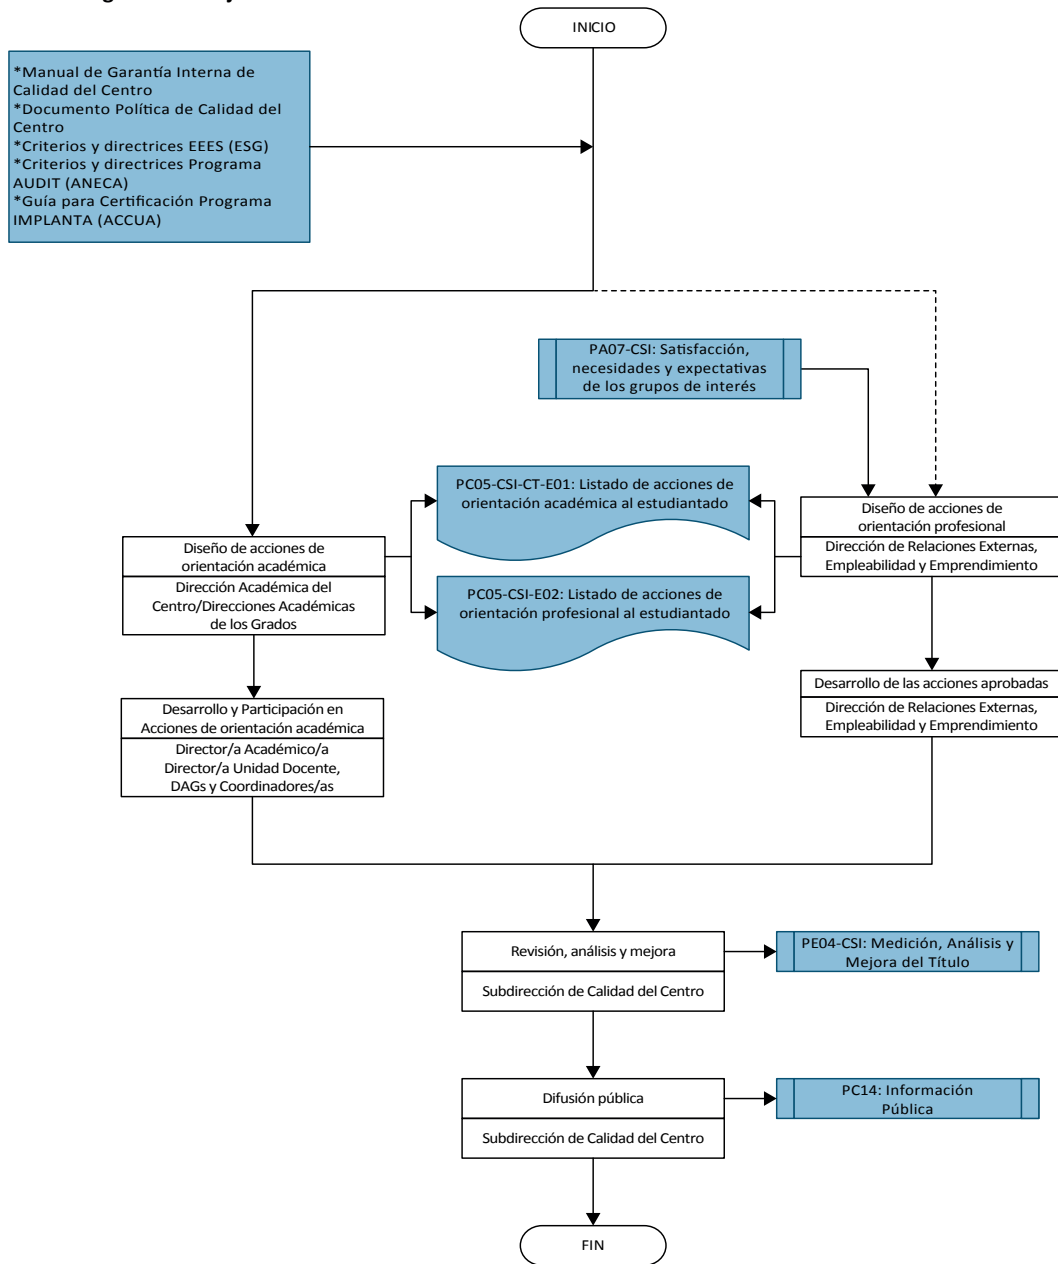 INICIO
*Manual de Garantía Interna de
Calidad del Centro
*Documento Política de Calidad del
Centro
*Criterios y directrices EEES (ESG)
*Criterios y directrices Programa
AUDIT (ANECA)
*Guía para Certificación Programa
IMPLANTA (ACCUA)
PA07-CSI: Satisfacción,
necesidades y expectativas
de los grupos de interés
PC05-CSI-CT-E01: Listado de acciones de
orientación académica al estudiantado
Diseño de acciones de
orientación profesional
Dirección de Relaciones Externas,
Empleabilidad y Emprendimiento
Diseño de acciones de
orientación académica
Dirección Académica del
Centro/Direcciones Académicas
de los Grados
PC05-CSI-E02: Listado de acciones de
orientación profesional al estudiantado
Desarrollo de las acciones aprobadas
Dirección de Relaciones Externas,
Empleabilidad y Emprendimiento
Desarrollo y Participación en
Acciones de orientación académica
Director/a Académico/a
Director/a Unidad Docente,
DAGs y Coordinadores/as
Revisión, análisis y mejora
Subdirección de Calidad del Centro
PE04-CSI: Medición, Análisis y
Mejora del Título
Difusión pública
Subdirección de Calidad del Centro
PC14: Información
Pública
FIN